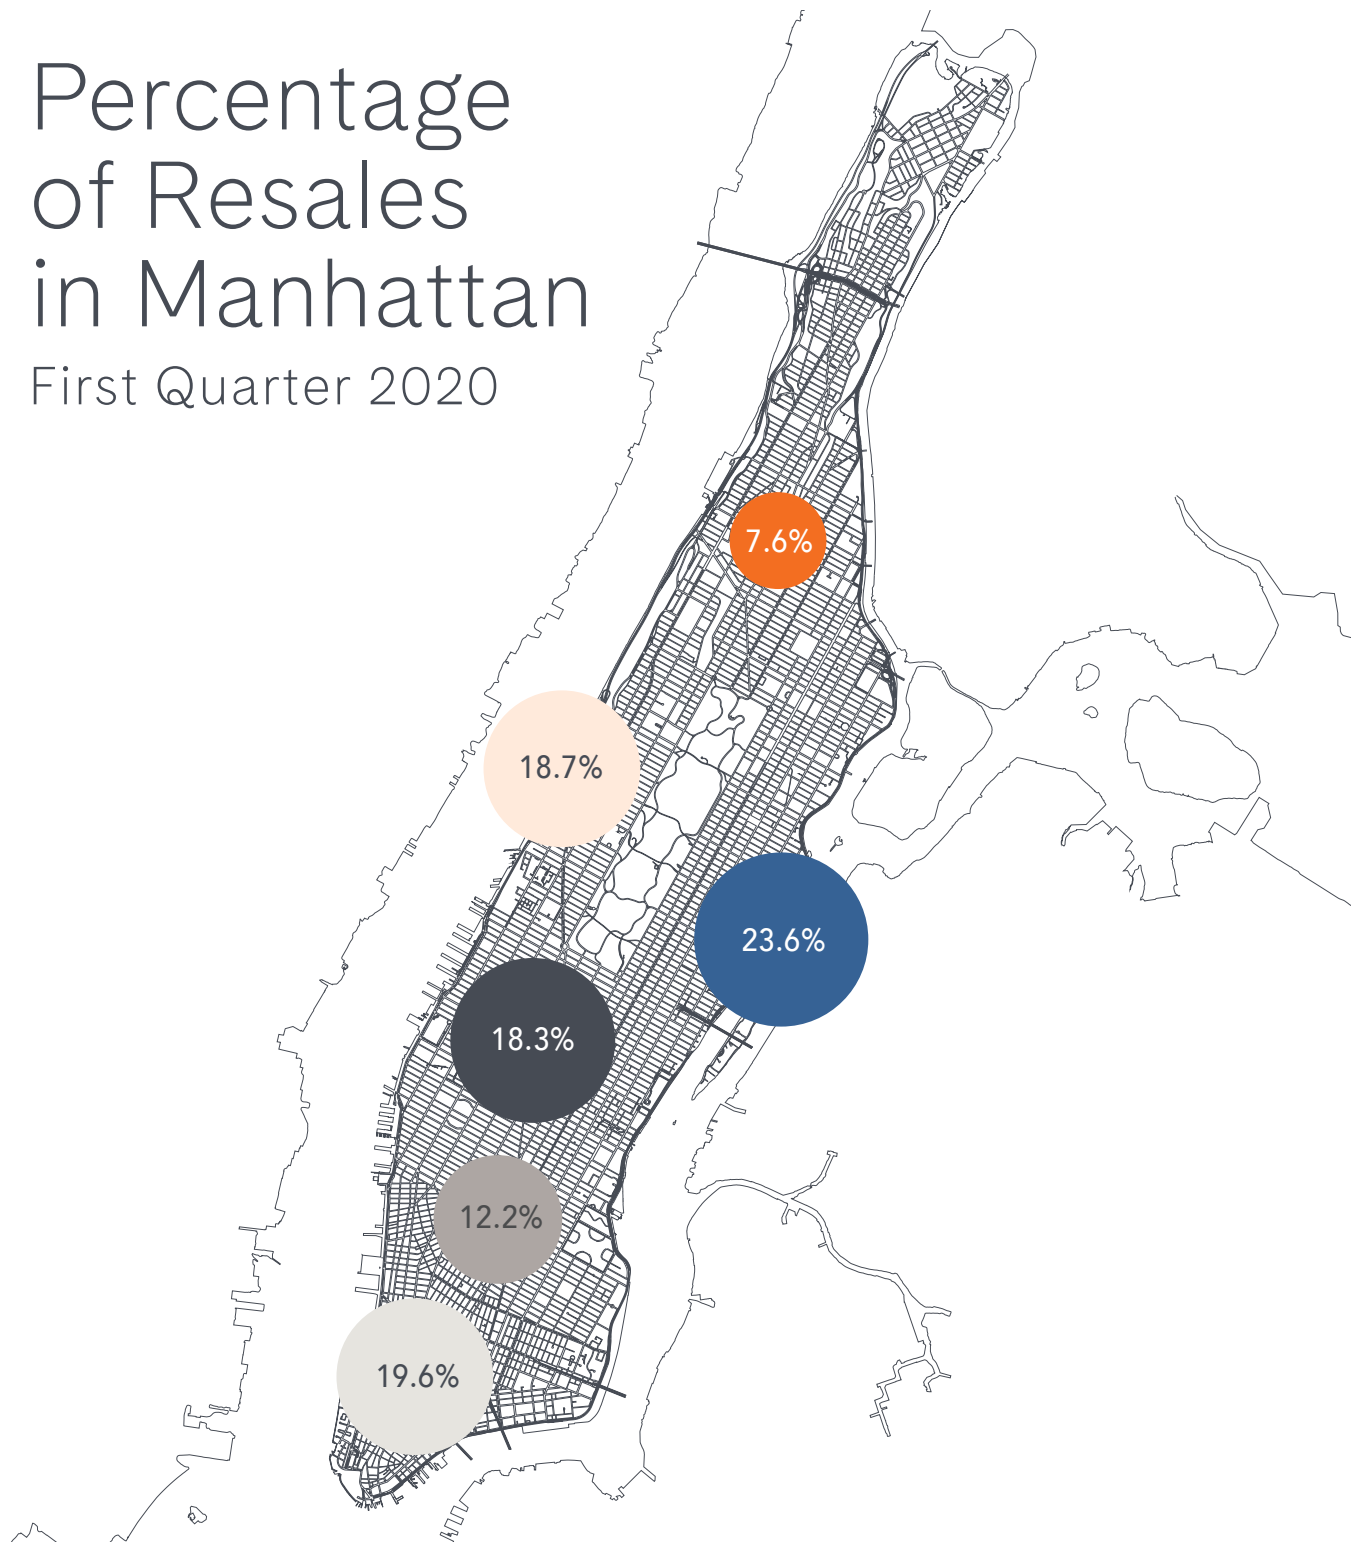 Percentage
of Resales
in Manhattan
First Quarter 2020
7.6%
18.7%
23.6%
18.3%
12.2%
19.6%